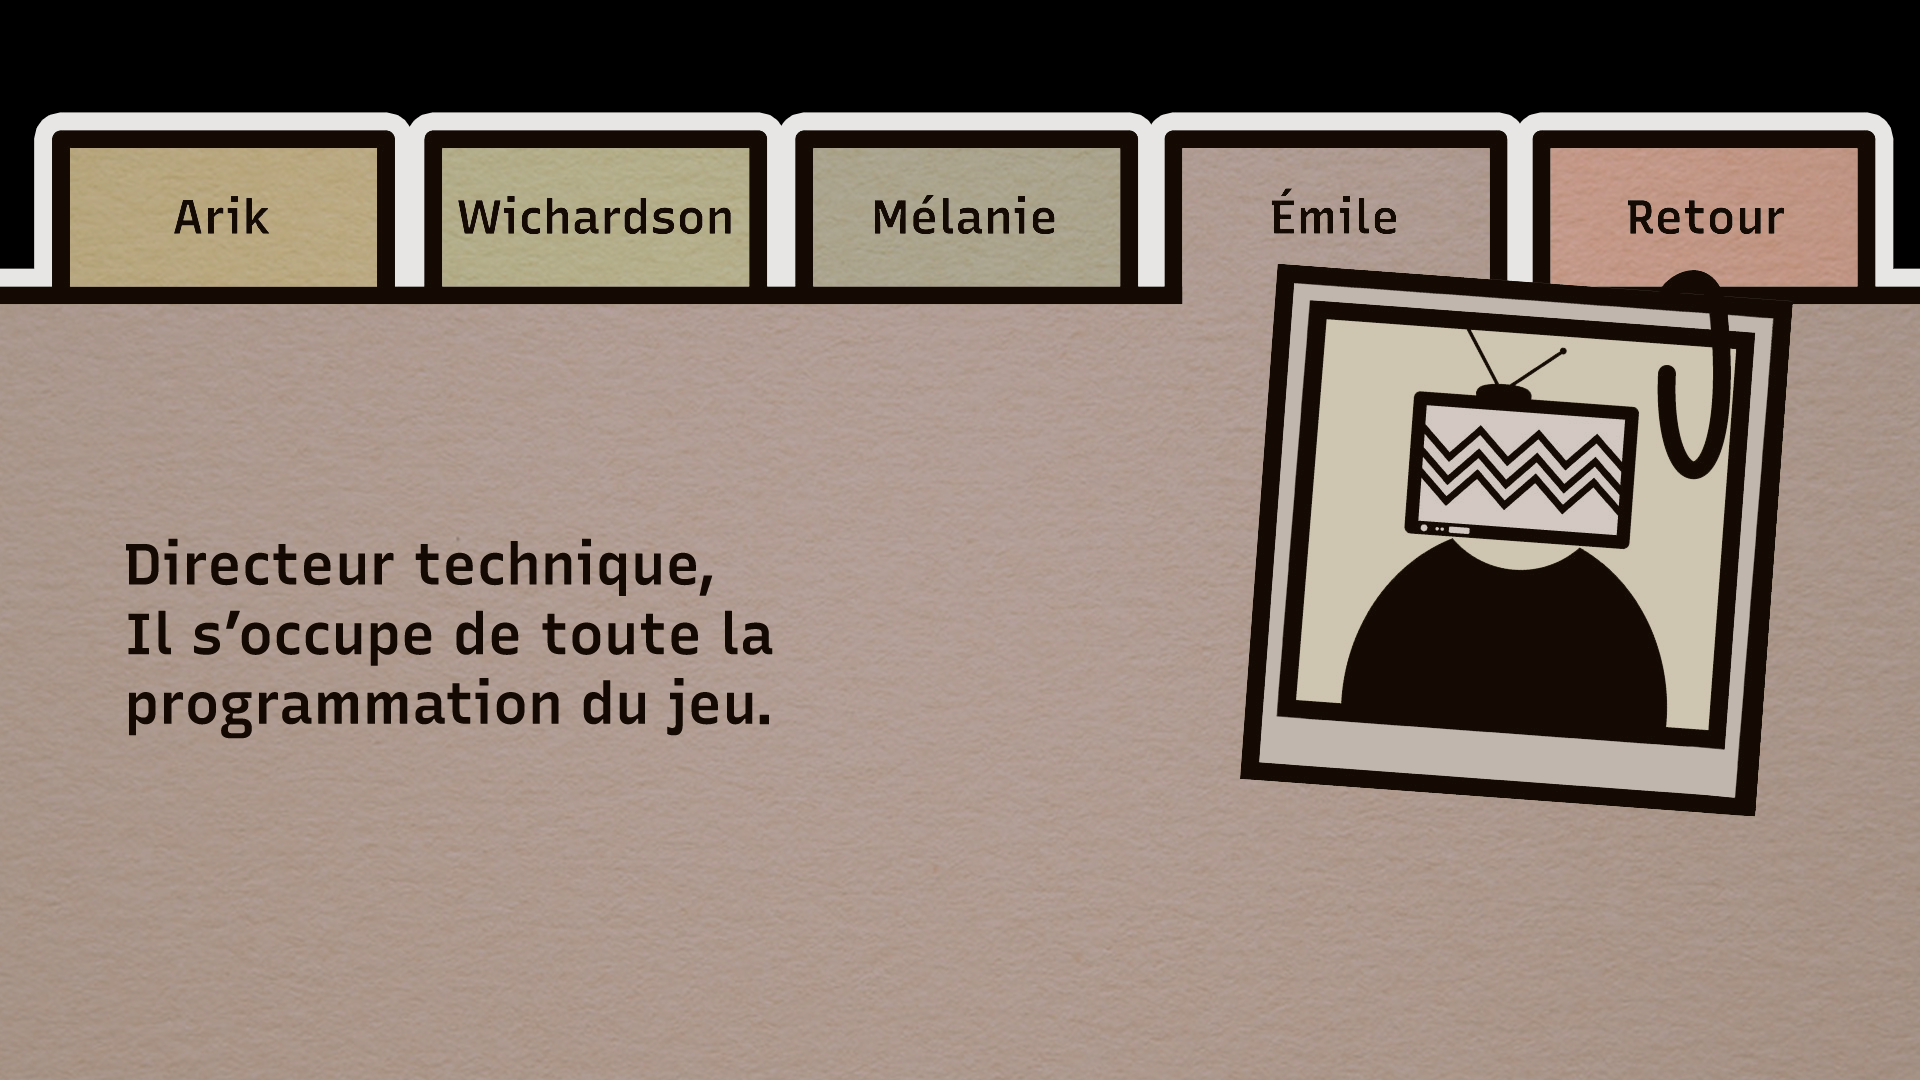 Arik
Wichardson
Mélanie
Émile
Retour
Directeur technique,
Il s’occupe de toute la
programmation du jeu.